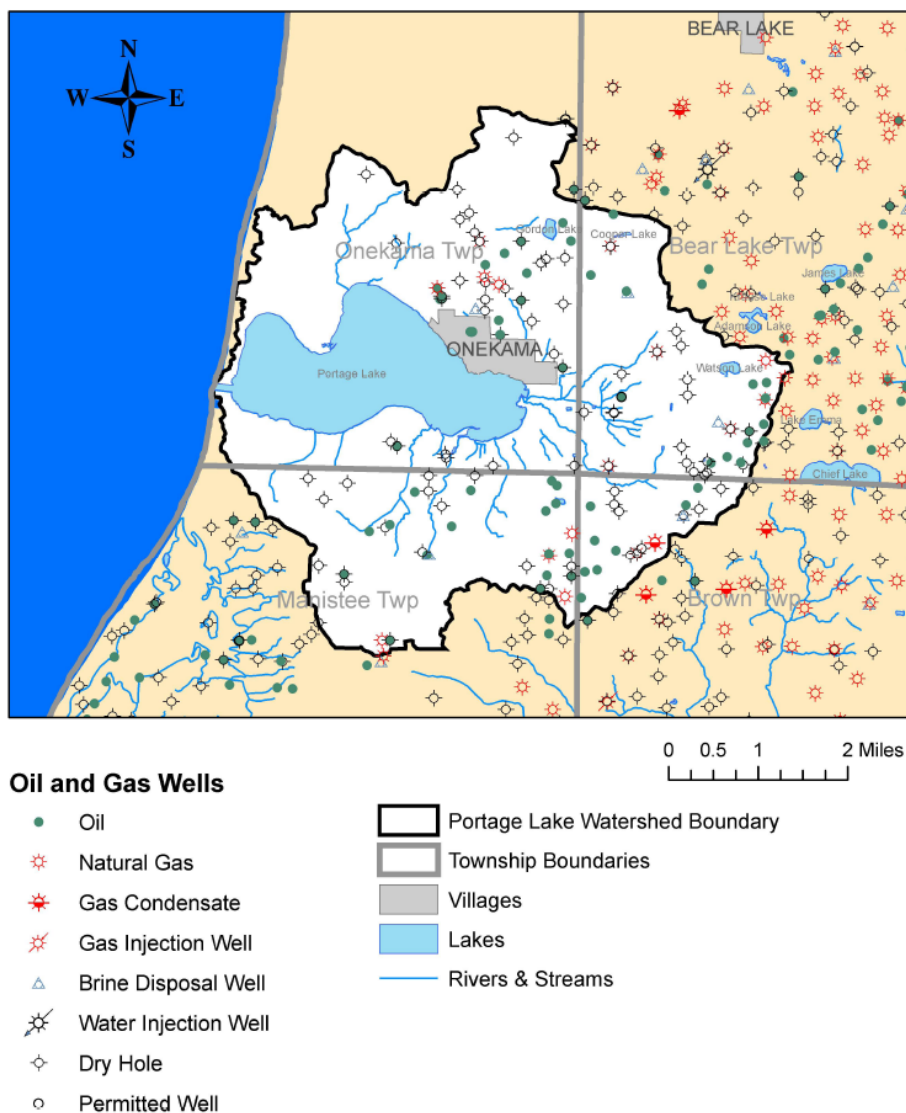 BEAR LAKE
N
W E
S
Gordon Lake
Cooper Lake
Onekama Twp
Bear Lake Twp
James Lake
Adamson Lake
ONEKAMA
Portage Lake
Watson Lake
Lake Emma
Chief Lake
Manistee Twp
Brown Twp
0 0.5 1 2 Miles
Oil and Gas Wells
Oil
Natural Gas
Gas Condensate
Gas Injection Well
Brine Disposal Well
Water Injection Well
Dry Hole
Permitted Well
Portage Lake Watershed Boundary
Township Boundaries
Villages
Lakes
Rivers & Streams